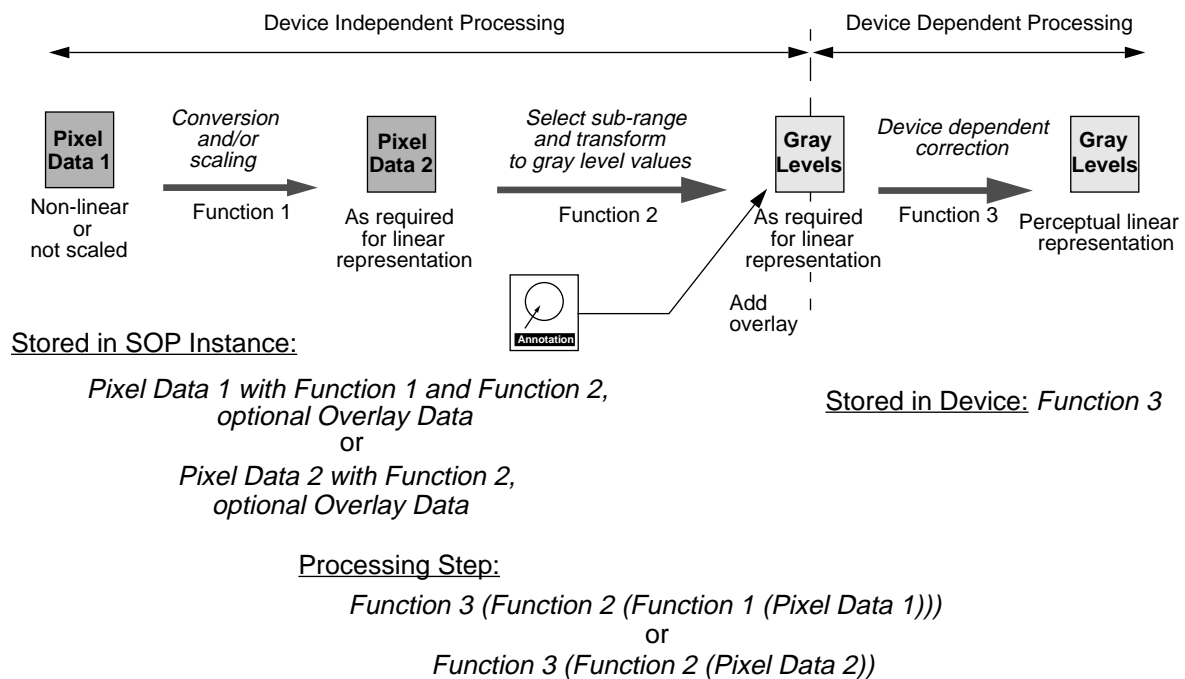 Device Independent Processing
Device Dependent Processing
Pixel
Data 1
Non-linear
or
not scaled
Conversion
and/or
scaling
Function 1
Pixel
Data 2
As required
for linear
representation
Select sub-range
and transform
to gray level values
Function 2
Gray
Levels
As required
for linear
representation
Device dependent
correction
Function 3
Gray
Levels
Perceptual linear
representation
Annotation
Add
overlay
Stored in SOP Instance:
Pixel Data 1 with Function 1 and Function 2,
optional Overlay Data
or
Pixel Data 2 with Function 2,
optional Overlay Data
Stored in Device: Function 3
Processing Step:
Function 3 (Function 2 (Function 1 (Pixel Data 1)))
or
Function 3 (Function 2 (Pixel Data 2))